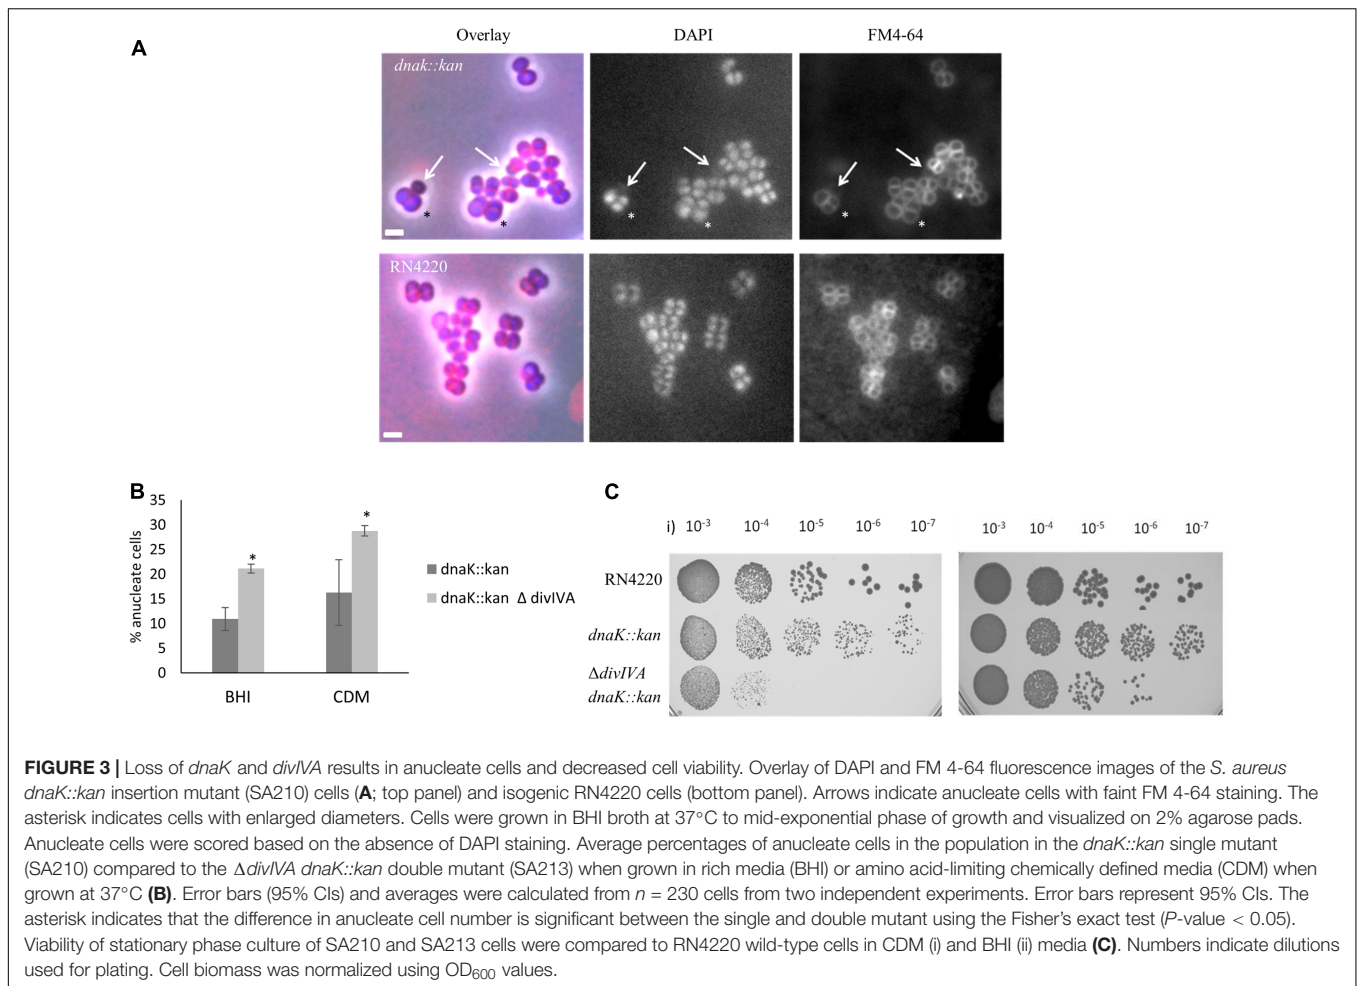 A
Overlay
DAPI
FM4-64
dnak::kan
*
*
*
*
*
*
RN4220
B
% anucleate cells
35
30
25
20
15
10
5
0
*
*
BHI
CDM
dnaK::kan
dnaK::kan Δ divIVA
C
i) 10-3 10-4 10-5 10-6 10-7
10-3 10-4 10-5 10-6 10-7
RN4220
dnaK::kan
ΔdivIVA
dnaK::kan
FIGURE 3 | Loss of dnaK and divIVA results in anucleate cells and decreased cell viability. Overlay of DAPI and FM 4-64 fluorescence images of the S. aureus
dnaK::kan insertion mutant (SA210) cells (A; top panel) and isogenic RN4220 cells (bottom panel). Arrows indicate anucleate cells with faint FM 4-64 staining. The
asterisk indicates cells with enlarged diameters. Cells were grown in BHI broth at 37°C to mid-exponential phase of growth and visualized on 2% agarose pads.
Anucleate cells were scored based on the absence of DAPI staining. Average percentages of anucleate cells in the population in the dnaK::kan single mutant
(SA210) compared to the ΔdivIVA dnaK::kan double mutant (SA213) when grown in rich media (BHI) or amino acid-limiting chemically defined media (CDM) when
grown at 37°C (B). Error bars (95% CIs) and averages were calculated from n = 230 cells from two independent experiments. Error bars represent 95% CIs. The
asterisk indicates that the difference in anucleate cell number is significant between the single and double mutant using the Fisher's exact test (P-value < 0.05).
Viability of stationary phase culture of SA210 and SA213 cells were compared to RN4220 wild-type cells in CDM (i) and BHI (ii) media (C). Numbers indicate dilutions
used for plating. Cell biomass was normalized using OD600 values.